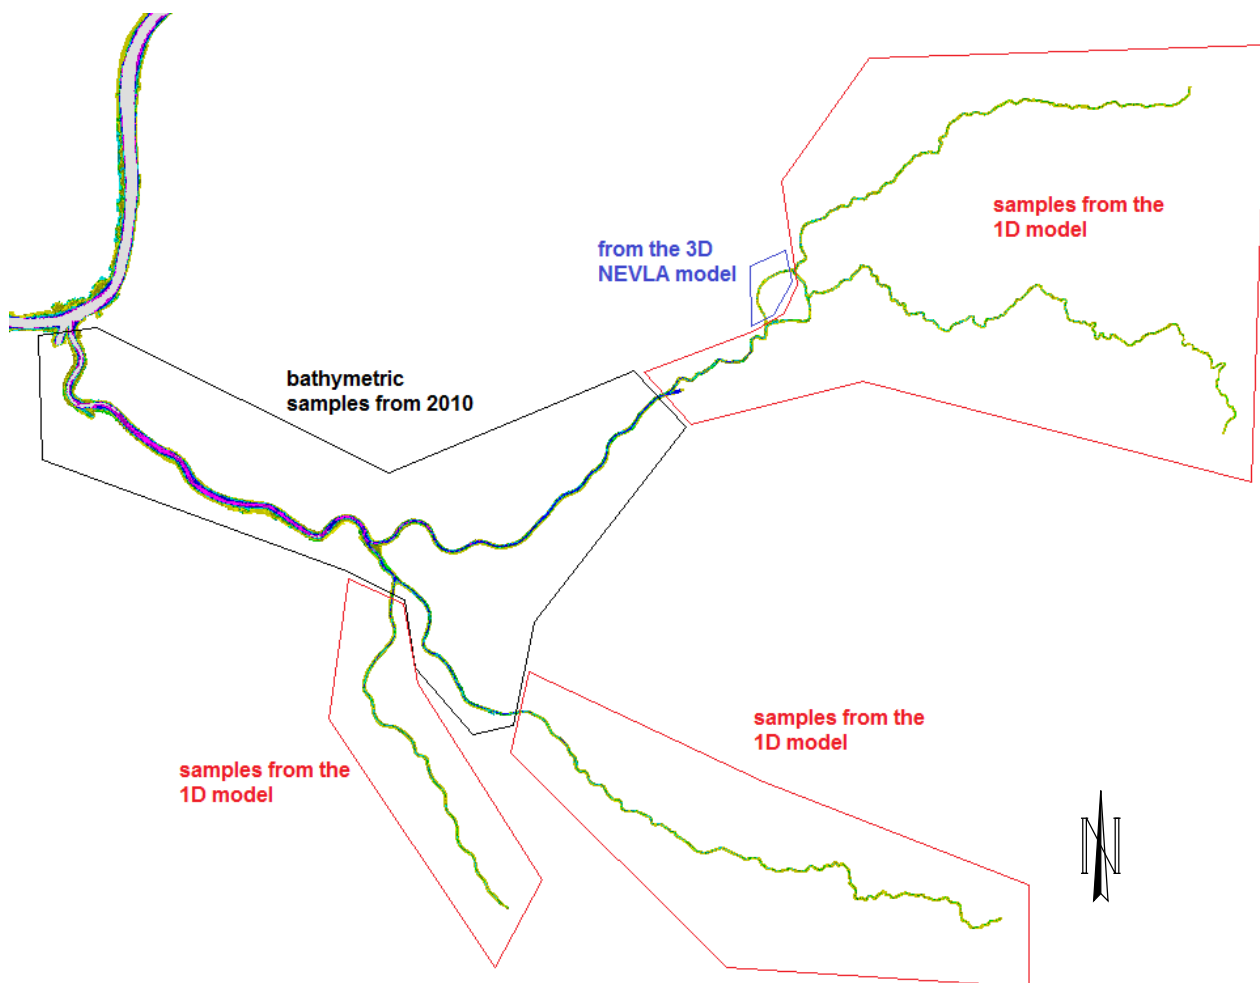 samples from the
1D model
from the 3D
NEVLA model
bathymetric
samples from 2010
samples from the
1D model
samples from the
1D model
N